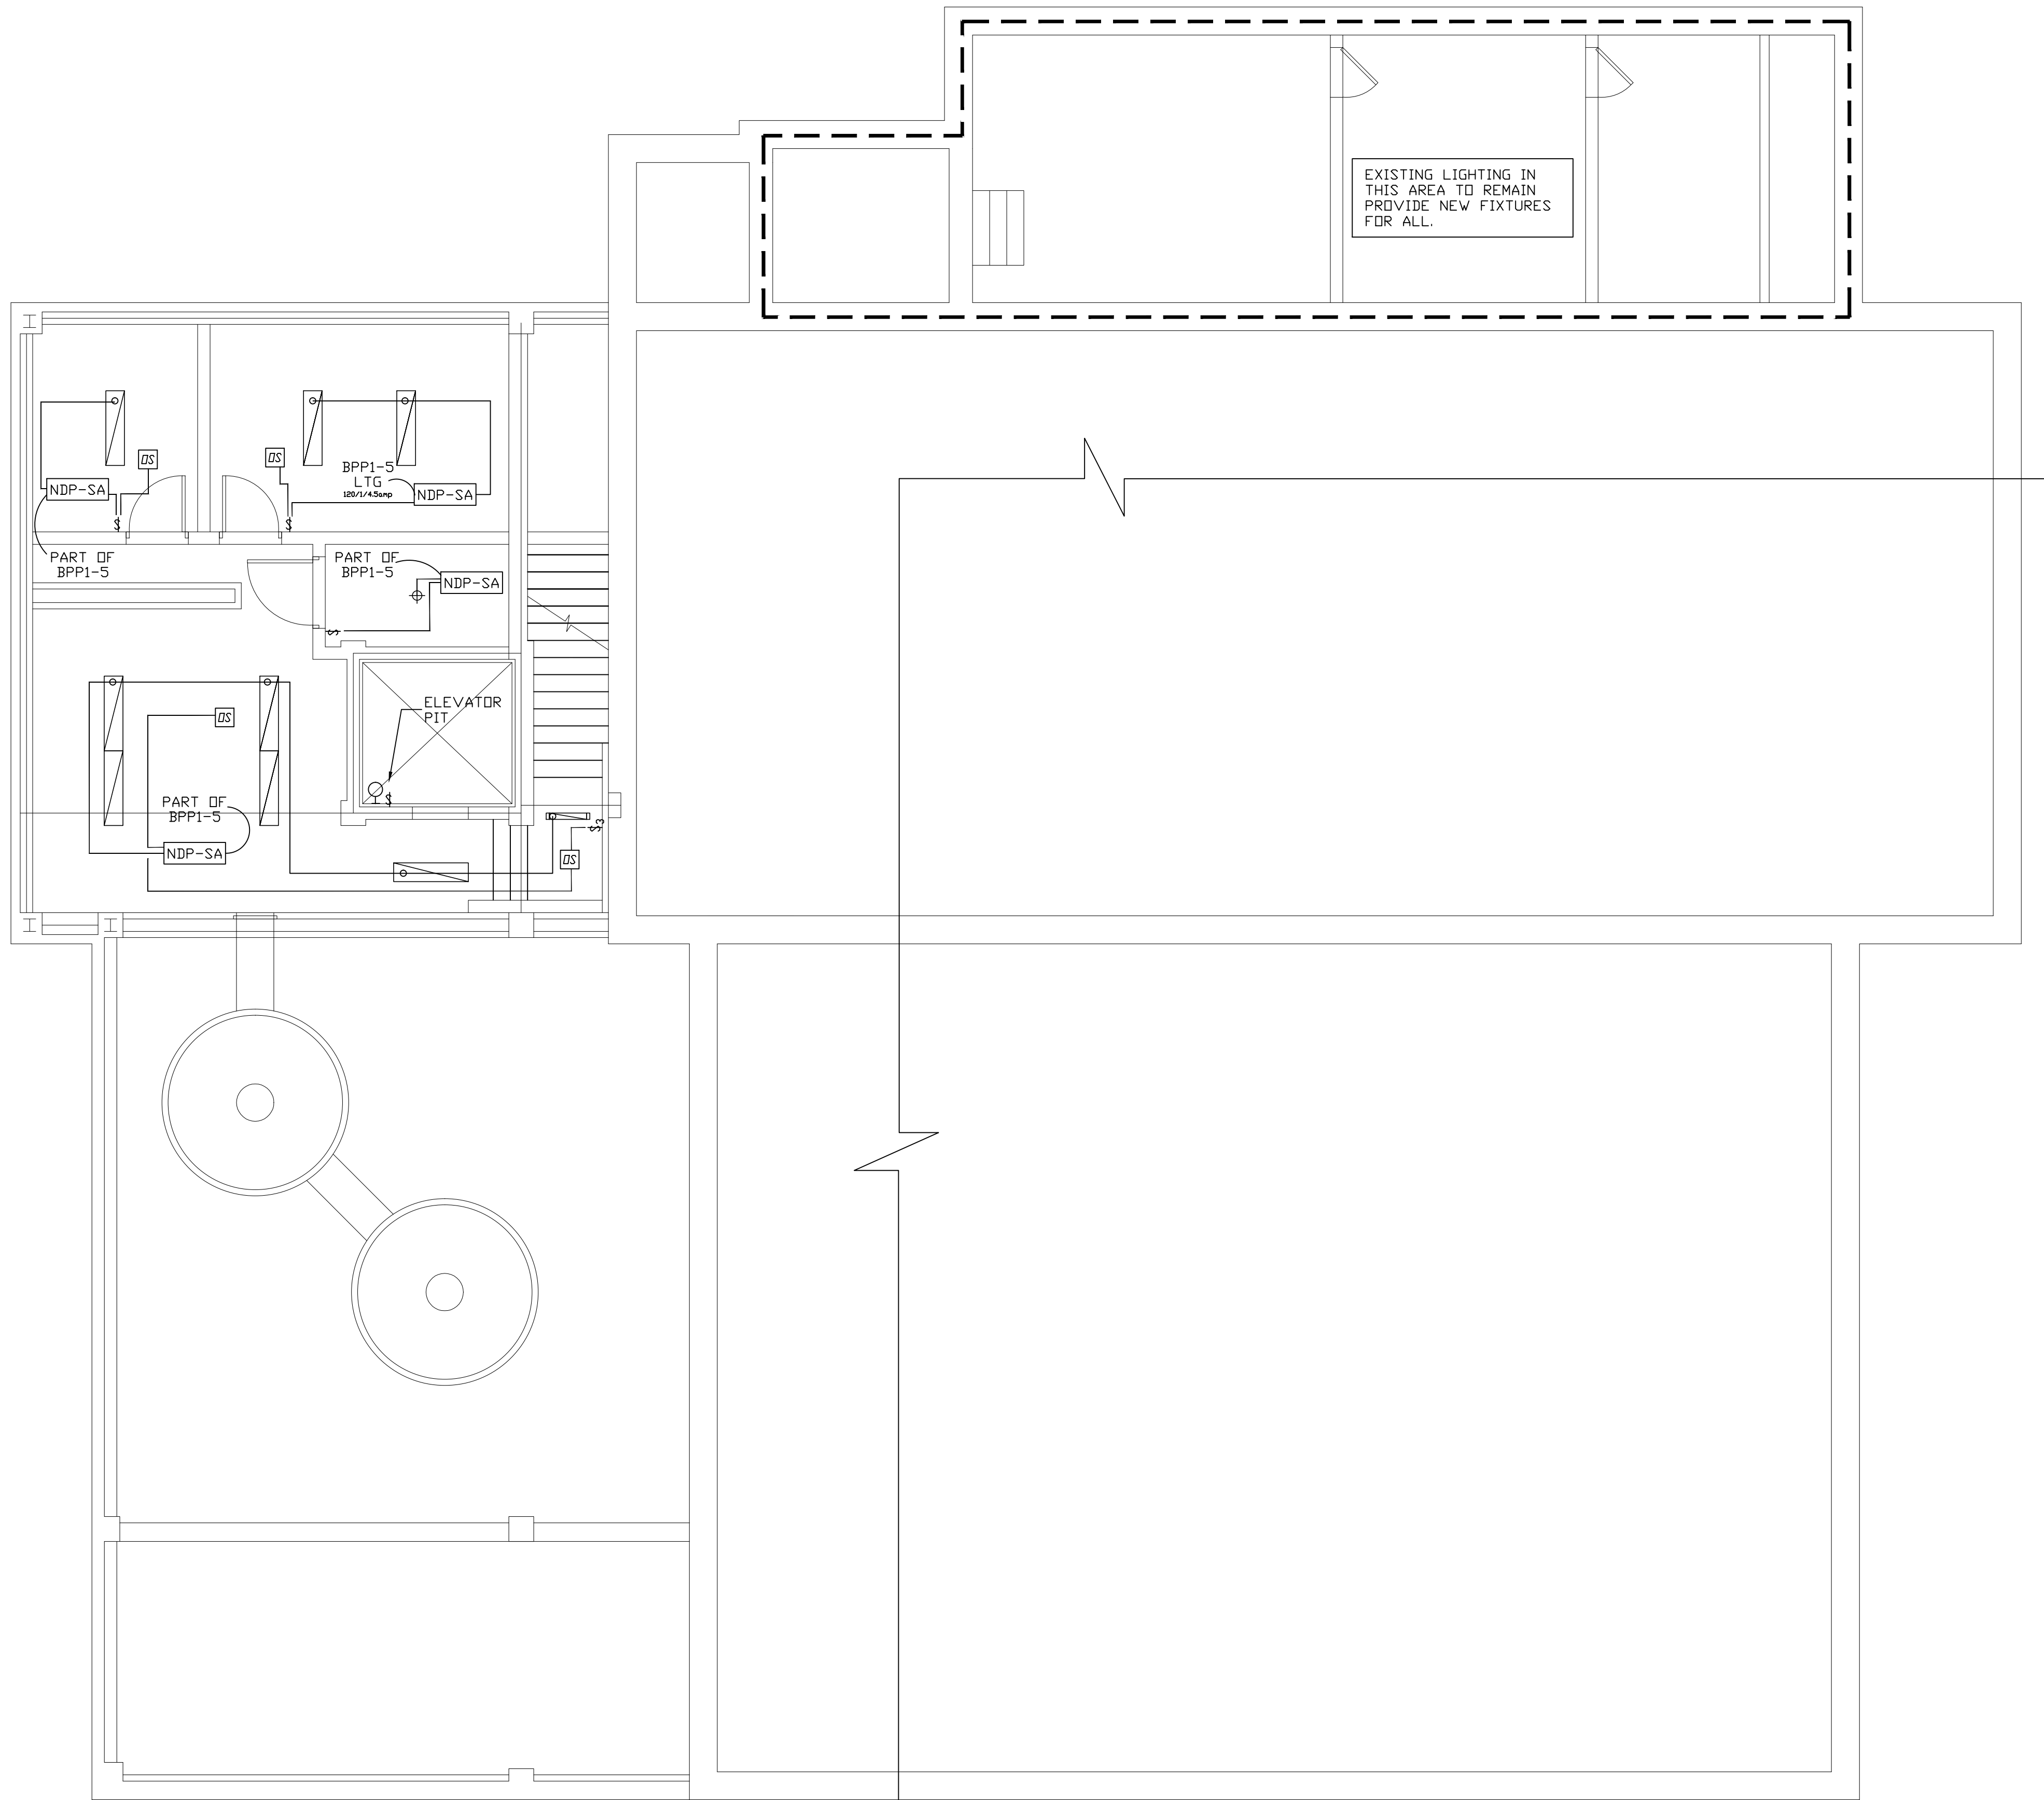 EXISTING LIGHTING IN
THIS AREA TO REMAIN
PROVIDE NEW FIXTURES
FOR ALL.
OS
OS
BPP1-5
LTG
120/1/4.5amp
NDP-SA
NDP-SA
$
$
PART OF
BPP1-5
PART OF
BPP1-5
NDP-SA
$
ELEVATOR
PIT
OS
$
PART OF
BPP1-5
NDP-SA
$3
OS